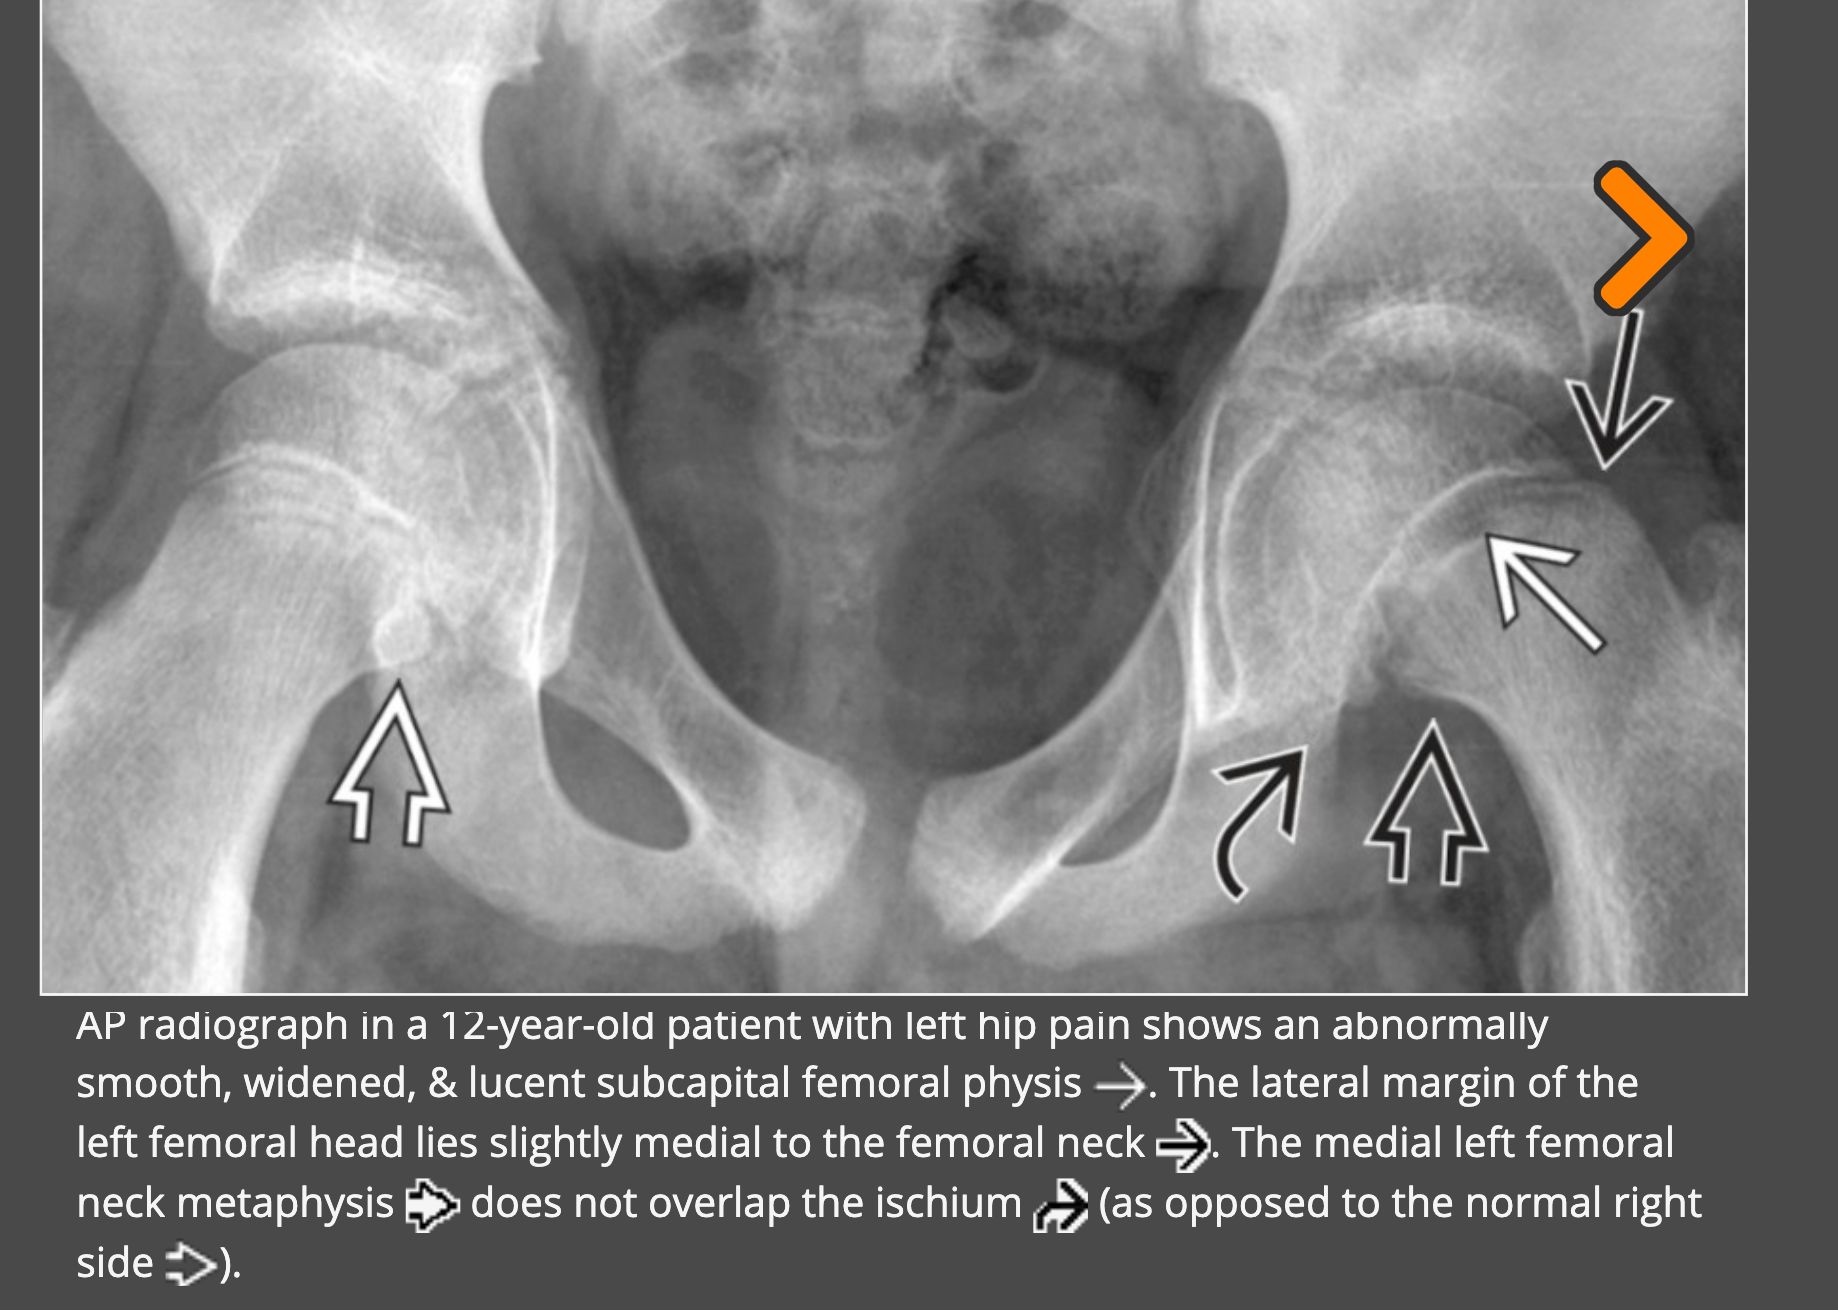 AP radiograph in a 12-year-old patient with left hip pain shows an abnormally
smooth, widened, & lucent subcapital femoral physis →. The lateral margin of the
left femoral head lies slightly medial to the femoral neck →. The medial left femoral
neck metaphysis ⇨ does not overlap the ischium ↷ (as opposed to the normal right
side ⇨).